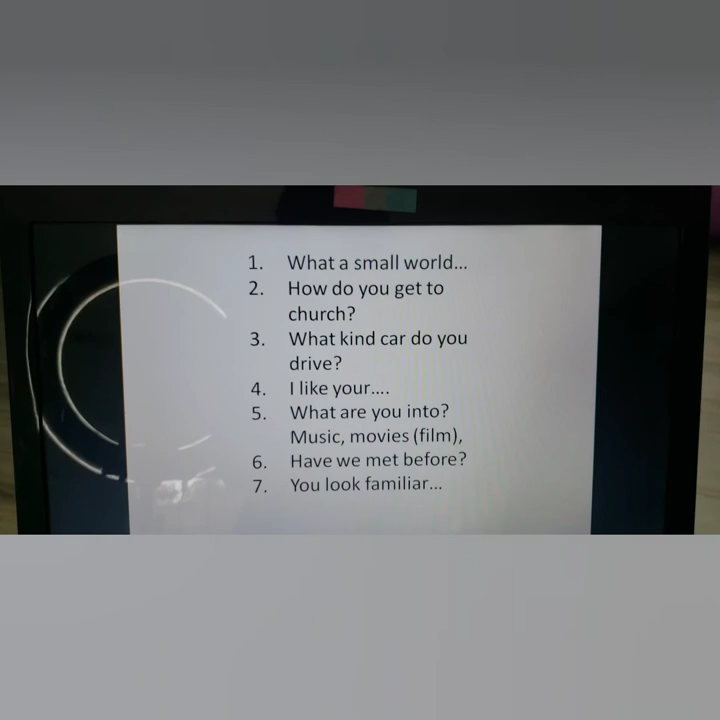 1. What a small world...
2. How do you get to
church?
3. What kind car do you
drive?
4. I like your....
5. What are you into?
Music, movies (film),
6. Have we met before?
7. You look familiar...